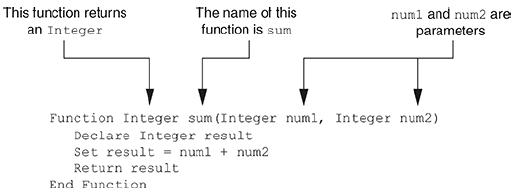 This function returns
an Integer
The name of this
function is sum
num1 and num2 are
parameters
Function Integer sum(Integer num1, Integer num2)
Declare Integer result
Set result = num1 + num2
Return result
End Function